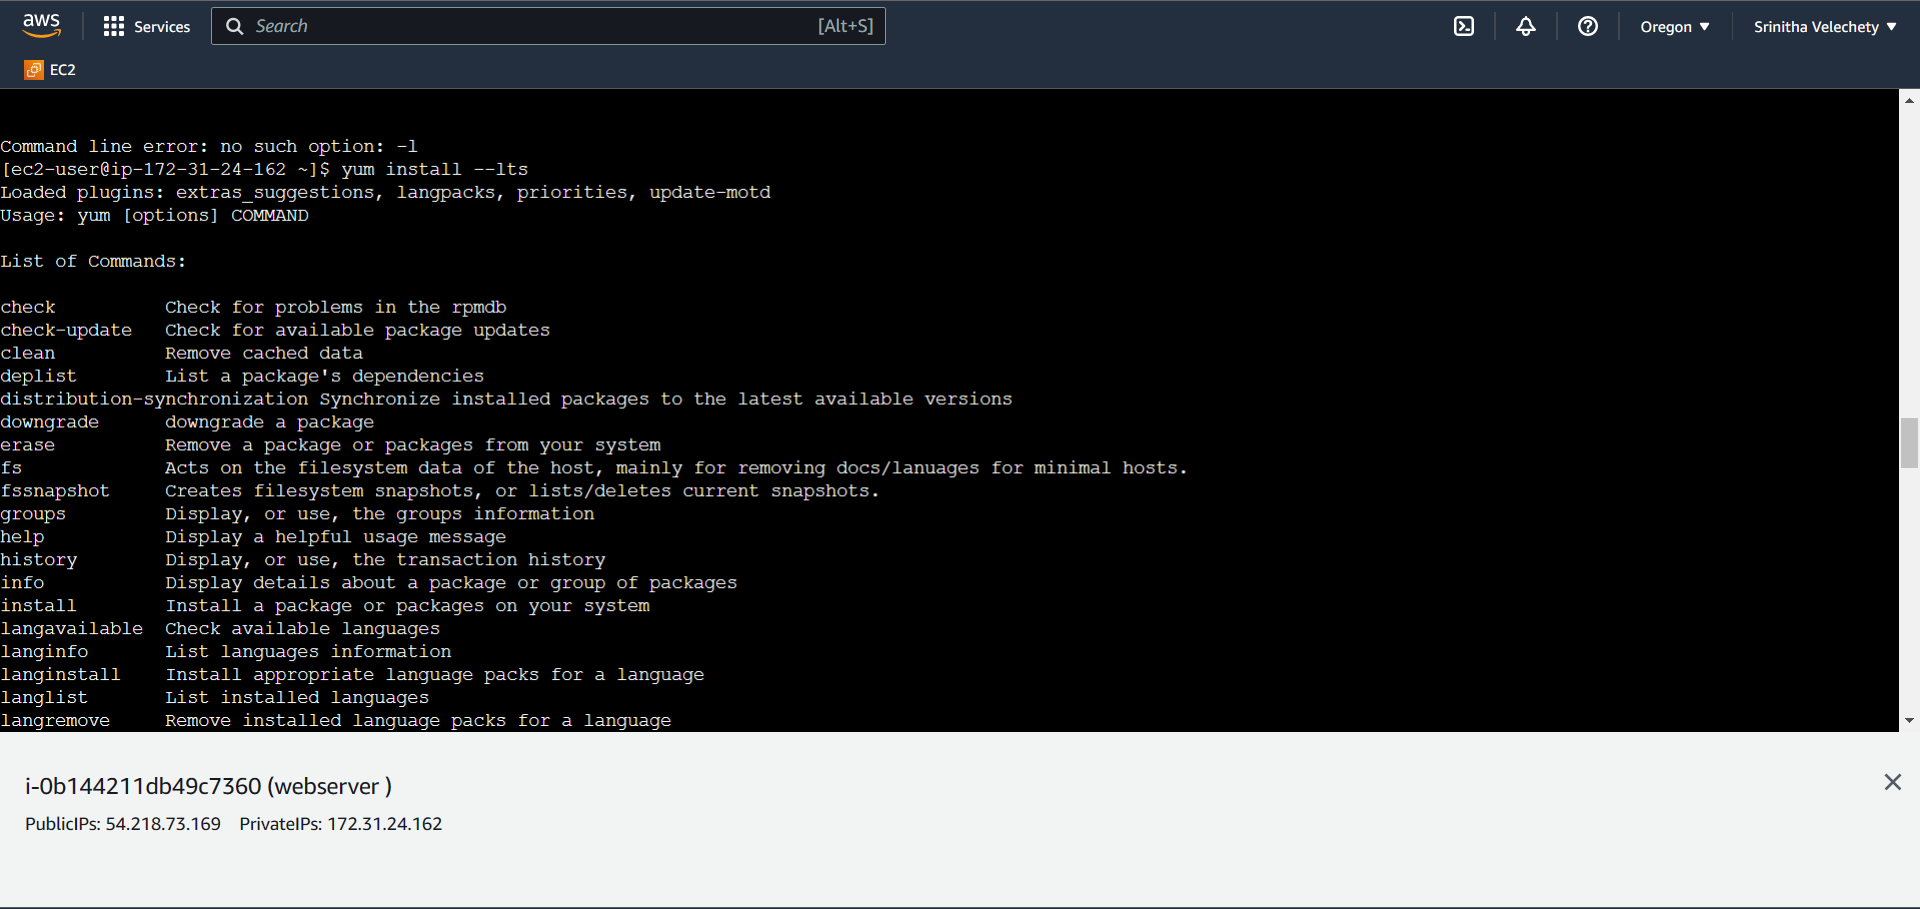 aws
Services
Search [Alt+S]
Oregon ▼
Srinitha Velechety ▼
EC2
Command line error: no such option: -l
[ec2-user@ip-172-31-24-162 ~]$ yum install --lts
Loaded plugins: extras_suggestions, langpacks, priorities, update-motd
Usage: yum [options] COMMAND
List of Commands:
check          Check for problems in the rpmdb
check-update   Check for available package updates
clean          Remove cached data
deplist        List a package's dependencies
distribution-synchronization Synchronize installed packages to the latest available versions
downgrade      downgrade a package
erase          Remove a package or packages from your system
fs             Acts on the filesystem data of the host, mainly for removing docs/lanuages for minimal hosts.
fssnapshot     Creates filesystem snapshots, or lists/deletes current snapshots.
groups         Display, or use, the groups information
help           Display a helpful usage message
history        Display, or use, the transaction history
info           Display details about a package or group of packages
install        Install a package or packages on your system
langavailable  Check available languages
langinfo       List languages information
langinstall    Install appropriate language packs for a language
langlist       List installed languages
langremove     Remove installed language packs for a language
i-0b144211db49c7360 (webserver )
PublicIPs: 54.218.73.169 PrivateIPs: 172.31.24.162